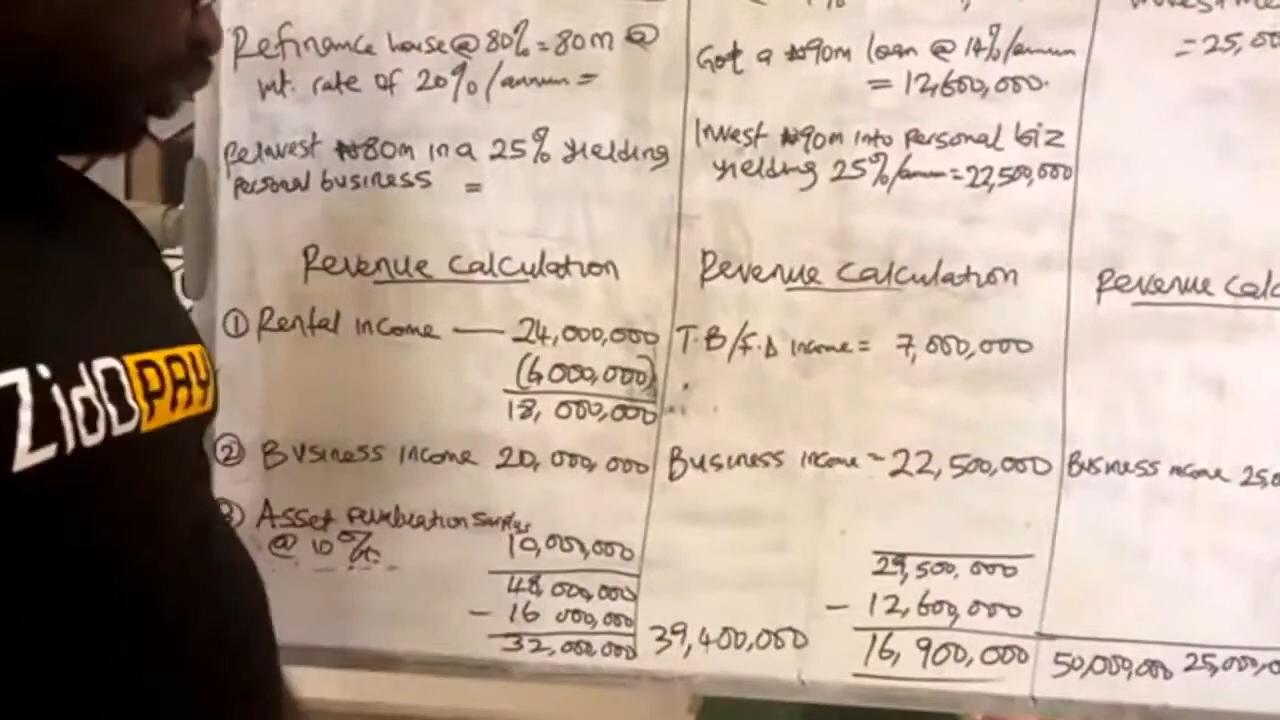 Refinance house @ 80% = 80m @
int. rate of 20%/annum =
Reinvest ₦80m in a 25% yielding
personal business =
Revenue Calculation
① Rental Income — 24,000,000
(6,000,000)
18,000,000
② Business Income 20,000,000
Asset revaluation Surplus
@ 10%
10,000,000
48,000,000
- 16,000,000
32,000,000
Got a ₦90m loan @ 14%/annum
= 12,600,000.
Invest ₦90m into personal biz
yielding 25%/annum = 22,500,000
Revenue Calculation
T.B/F.D income = 7,000,000
Business income = 22,500,000
29,500,000
- 12,600,000
39,400,000
16,900,000
= 25,00
Revenue Calc
Business income 25,0
50,000,000 25,000,0
ZiddPAY